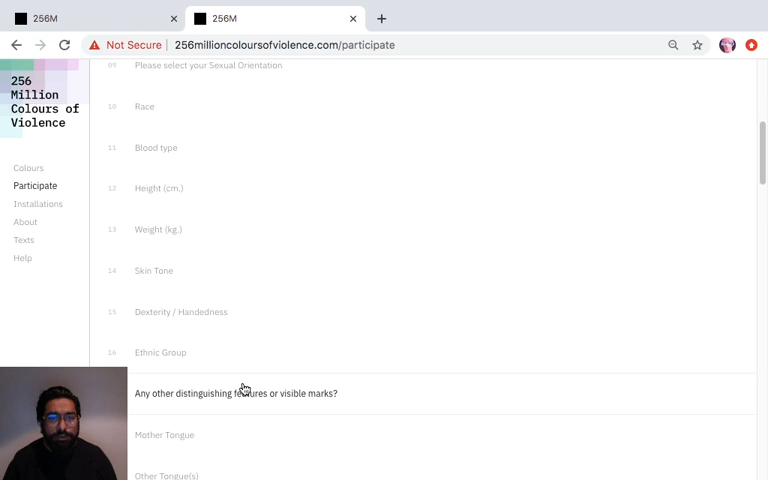 256M
256M
Not Secure
256millioncoloursofviolence.com/participate
256
Million
Colours of
Violence
Colours
Participate
Installations
About
Texts
Help
09 Please select your Sexual Orientation
10 Race
11 Blood type
12 Height (cm.)
13 Weight (kg.)
14 Skin Tone
15 Dexterity / Handedness
16 Ethnic Group
Any other distinguishing features or visible marks?
Mother Tongue
Other Tongue(s)